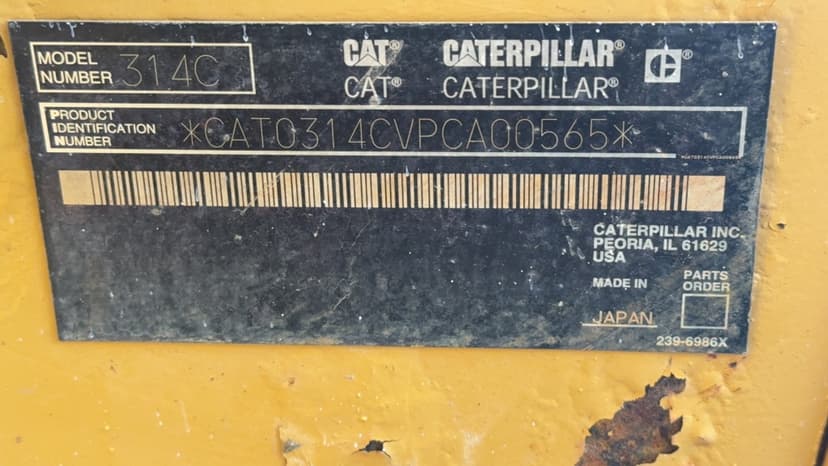 MODEL NUMBER 314C
CAT® CATERPILLAR® C®
CAT® CATERPILLAR®
PRODUCT IDENTIFICATION NUMBER *CAT0314CVPCA00565*
CATERPILLAR INC.
PEORIA, IL 61629
USA
MADE IN JAPAN
PARTS ORDER
239-6986X